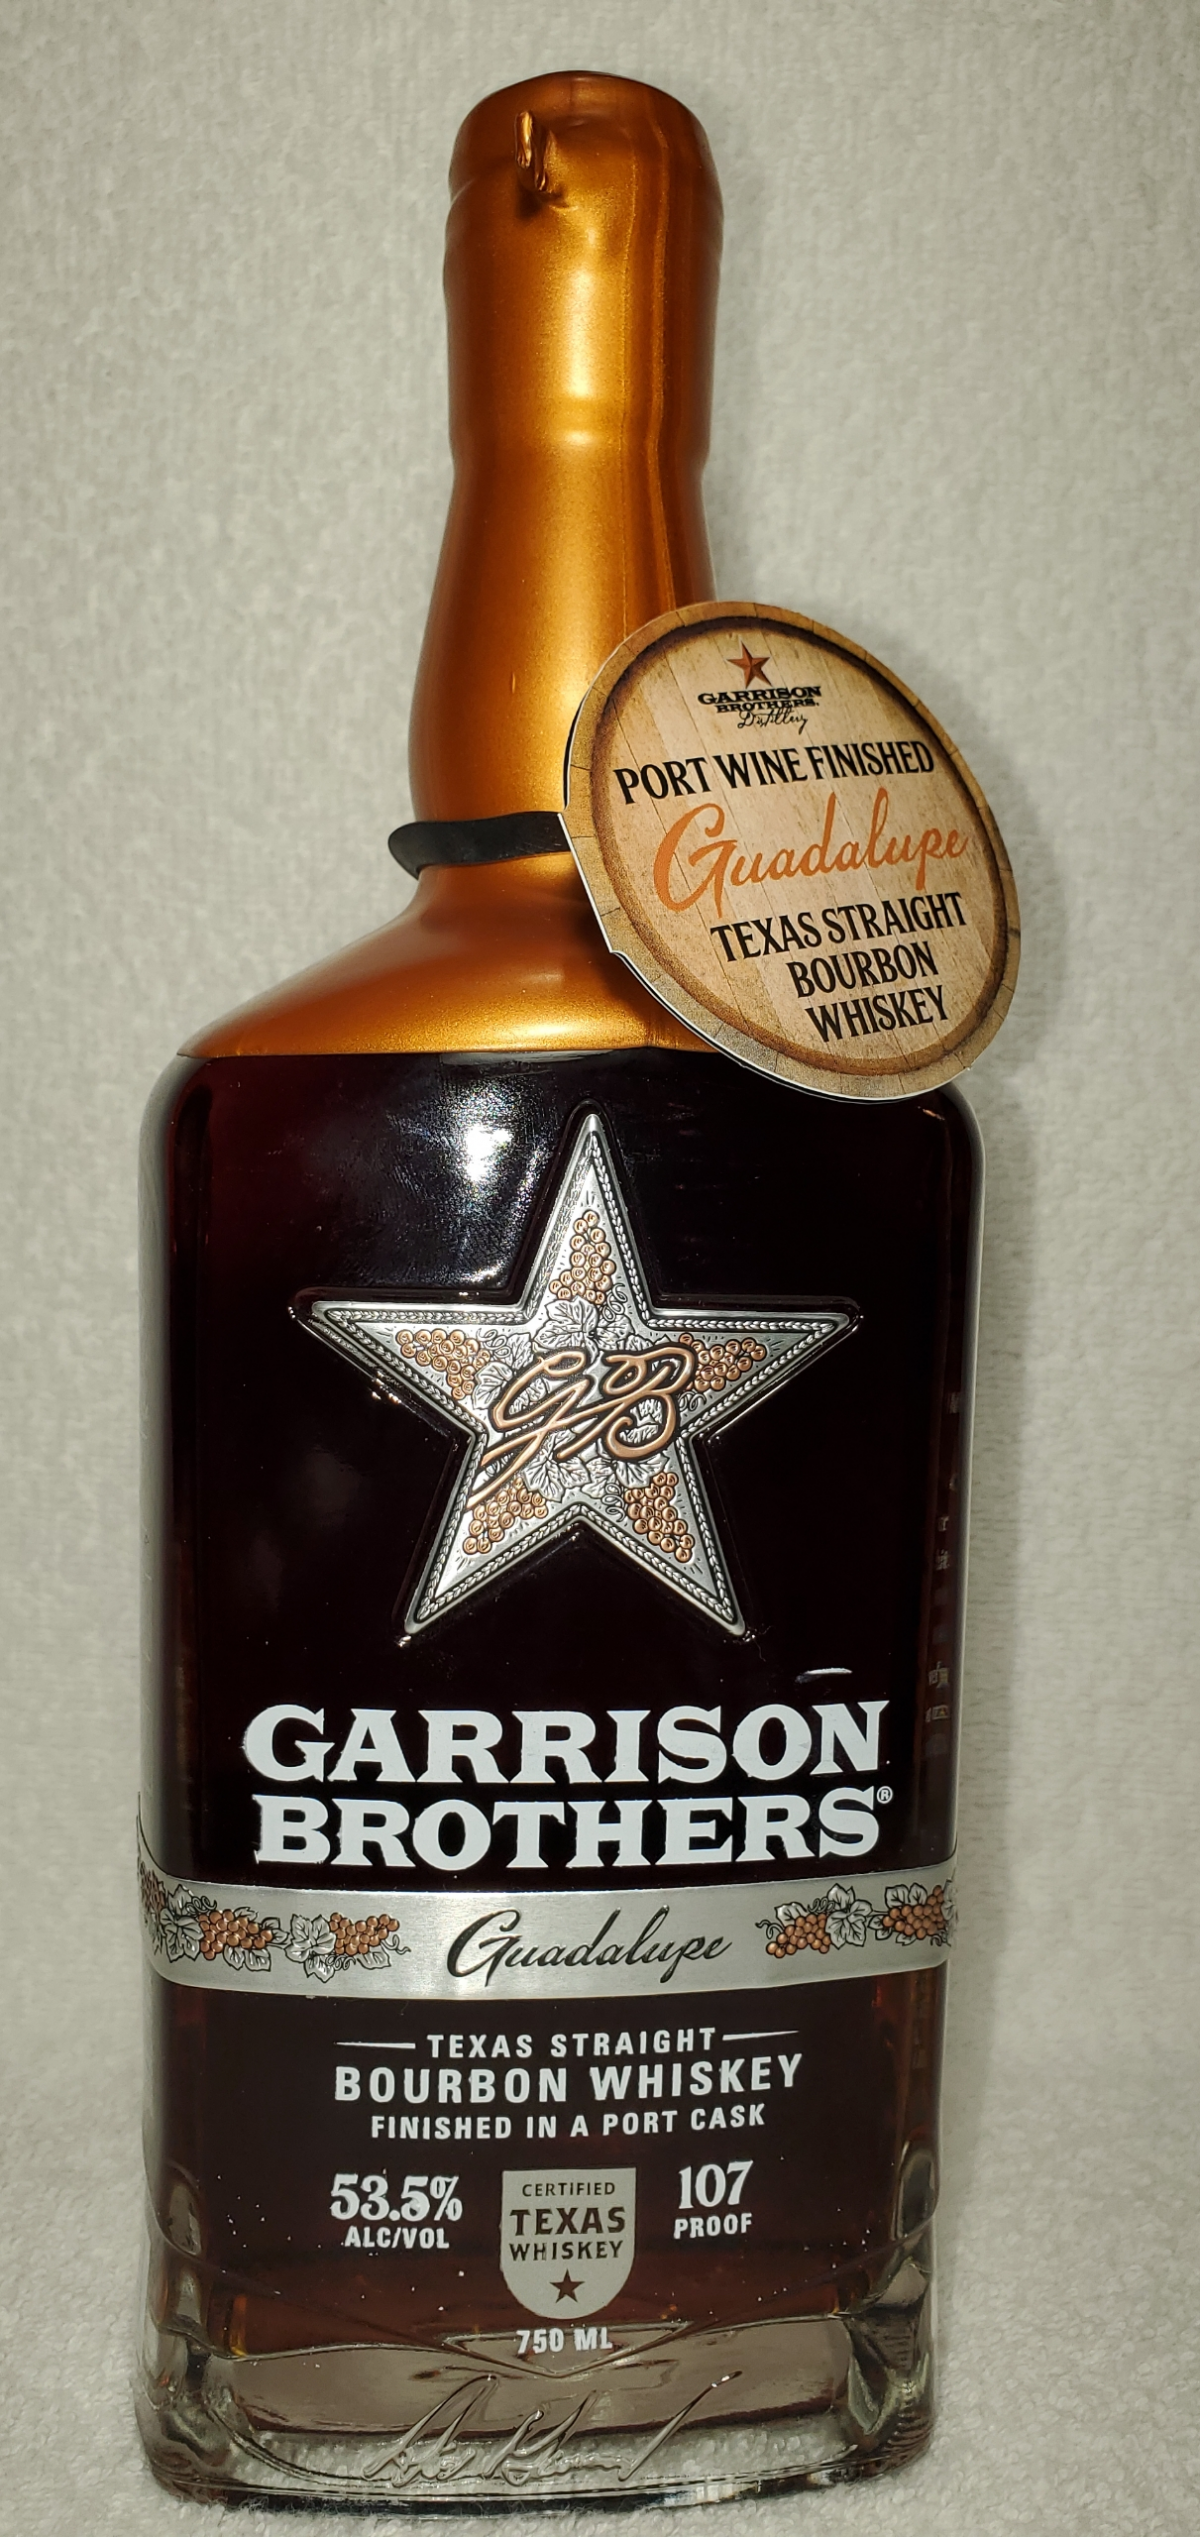 GARRISON
BROTHERS
Distillery
PORT WINE FINISHED
Guadalupe
TEXAS STRAIGHT
BOURBON
WHISKEY
GB
GARRISON
BROTHERS®
Guadalupe
TEXAS STRAIGHT
BOURBON WHISKEY
FINISHED IN A PORT CASK
53.5%
ALC/VOL
CERTIFIED
TEXAS
WHISKEY
107
PROOF
750 ML